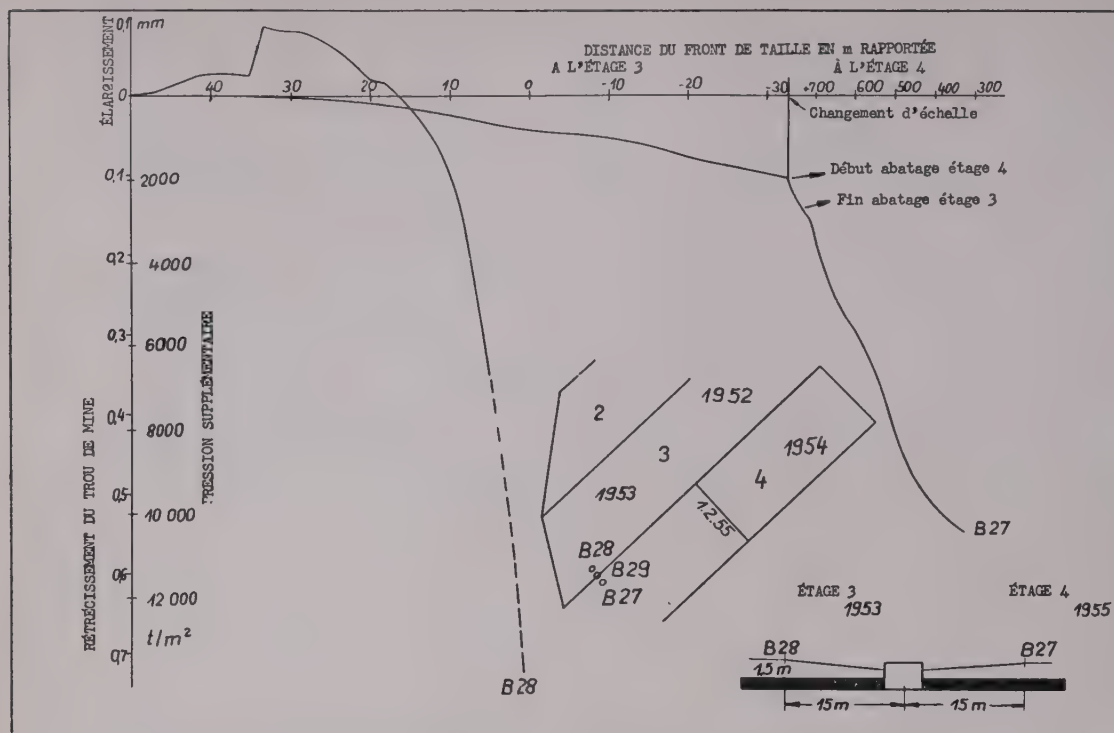 0,1 mm
ÉLARGISSEMENT
DISTANCE DU FRONT DE TAILLE EN m RAPPORTÉE
A L'ÉTAGE 3
À L'ÉTAGE 4
0 40 30 20 10 0 -10 -20 -30 +700 600 500 400 300
Changement d'échelle
Début abatage étage 4
Fin abatage étage 3
0,1 2000
0,2 4000
0,3 6000
0,4 8000
0,5 10 000
0,6 12 000
0,7 t/m²
RÉTRÉCISSEMENT DU TROU DE MINE
PRESSION SUPPLÉMENTAIRE
2
1952
3
1954
1953
4
1.2.55
B28
B29
B27
B27
B28
ÉTAGE 3
1953
ÉTAGE 4
1955
B28
B27
1,5 m
15 m
15 m